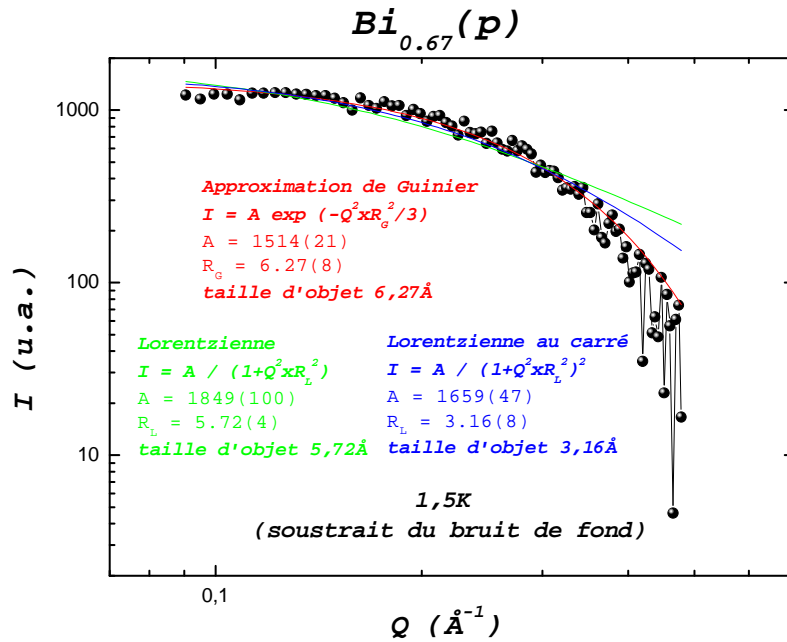 Bi0.67(p)
1000
100
10
I (u.a.)
Approximation de Guinier
I = A exp (-Q²xRG²/3)
A = 1514(21)
RG = 6.27(8)
taille d'objet 6,27Å
Lorentzienne
I = A / (1+Q²xRL²)
A = 1849(100)
RL = 5.72(4)
taille d'objet 5,72Å
Lorentzienne au carré
I = A / (1+Q²xRL²)²
A = 1659(47)
RL = 3.16(8)
taille d'objet 3,16Å
1,5K
(soustrait du bruit de fond)
0,1
Q (Å⁻¹)